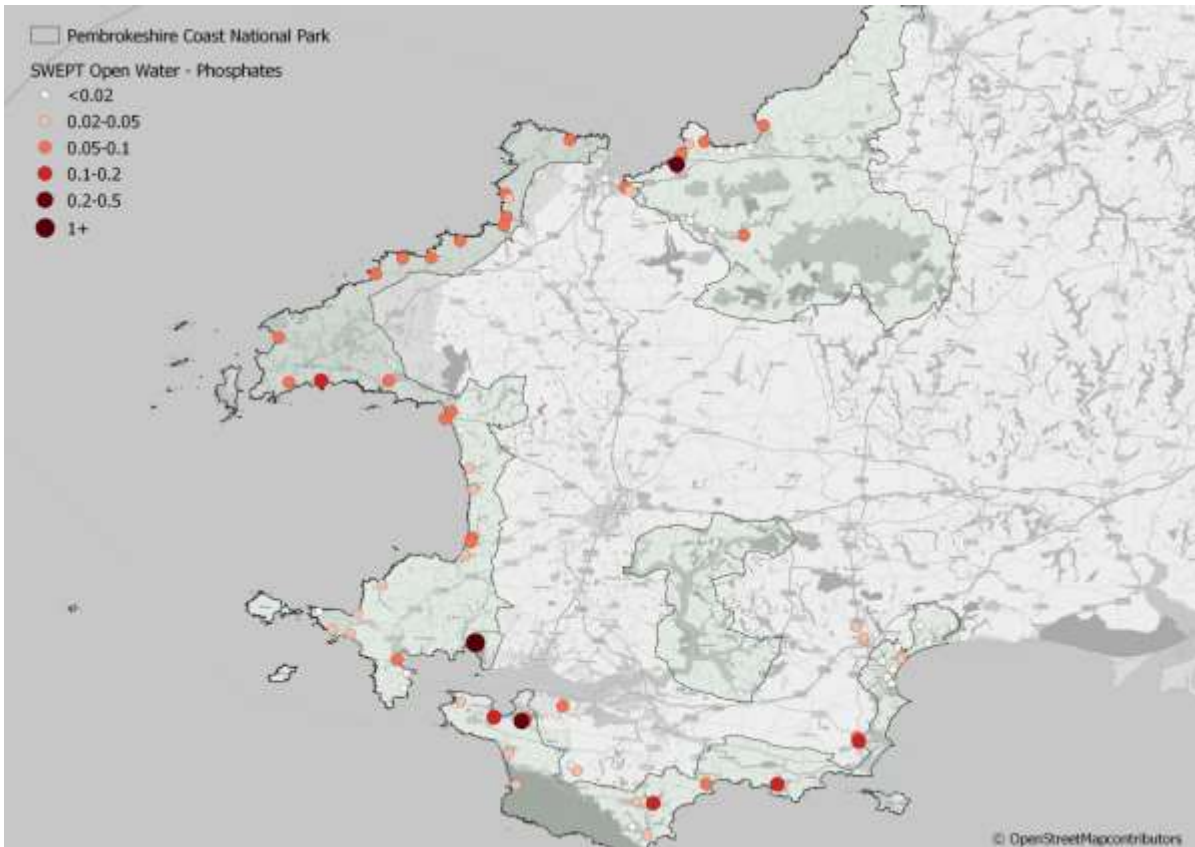 Pembrokeshire Coast National Park
SWEPT Open Water - Phosphates
<0.02
0.02-0.05
0.05-0.1
0.1-0.2
0.2-0.5
1+
© OpenStreetMapcontributors